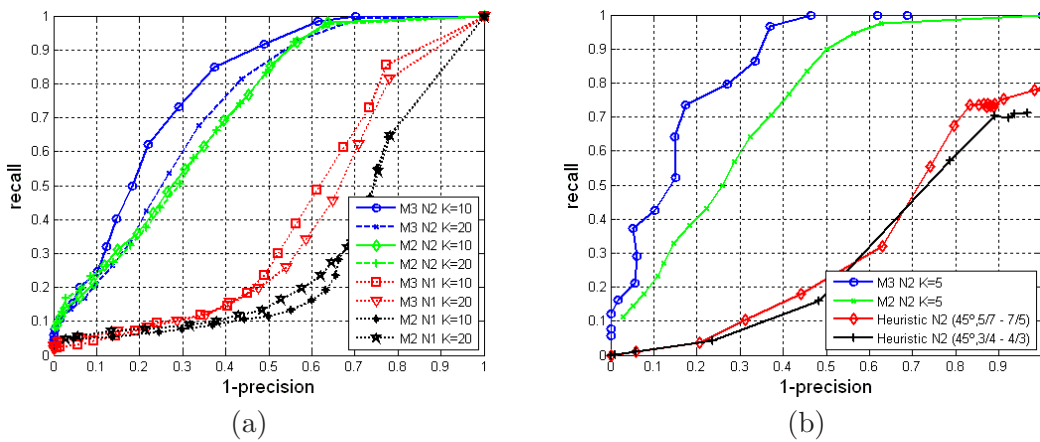 1
0.9
0.8
0.7
0.6
0.5
0.4
0.3
0.2
0.1
0
recall
0 0.1 0.2 0.3 0.4 0.5 0.6 0.7 0.8 0.9 1
1-precision
M3 N2 K=10
M3 N2 K=20
M2 N2 K=10
M2 N2 K=20
M3 N1 K=10
M3 N1 K=20
M2 N1 K=10
M2 N1 K=20
(a)
1
0.9
0.8
0.7
0.6
0.5
0.4
0.3
0.2
0.1
0
recall
0 0.1 0.2 0.3 0.4 0.5 0.6 0.7 0.8 0.9
1-precision
M3 N2 K=5
M2 N2 K=5
Heuristic N2 (45º,5/7 - 7/5)
Heuristic N2 (45º,3/4 - 4/3)
(b)